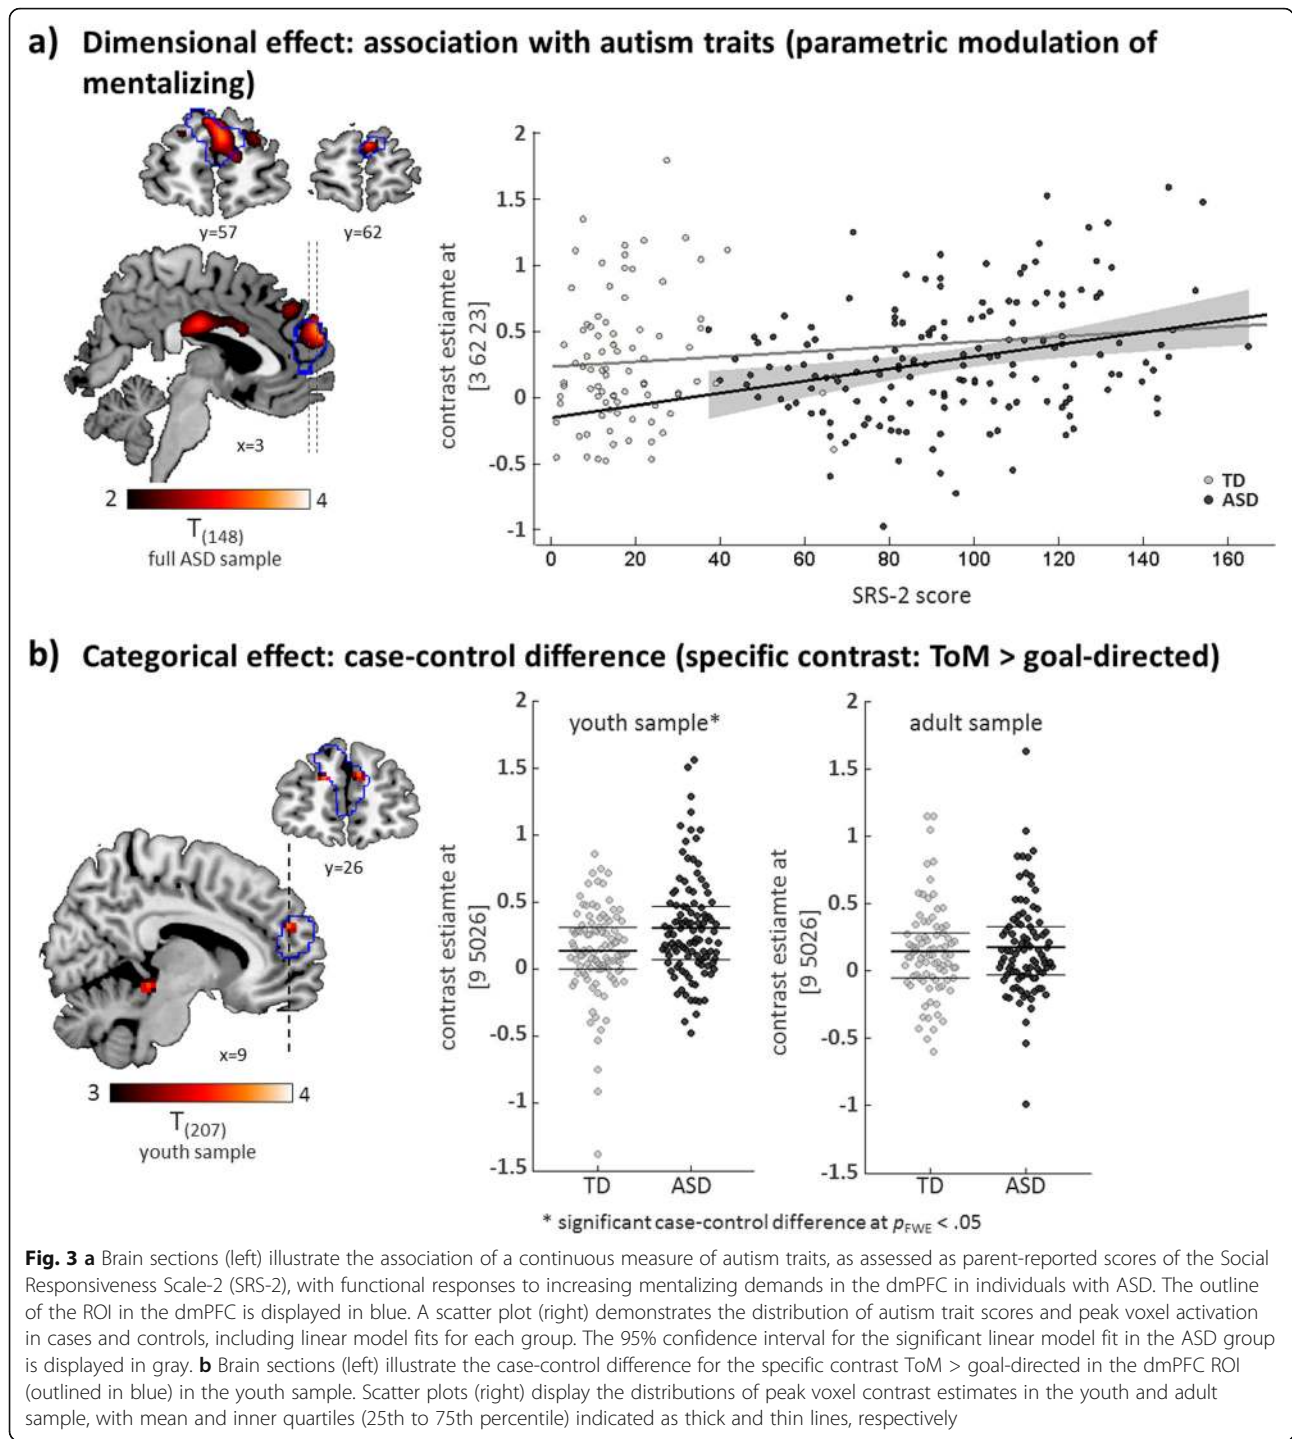 a) Dimensional effect: association with autism traits (parametric modulation of
mentalizing)
y=57
y=62
x=3
2
4
T(148)
full ASD sample
contrast estiamte at
[3 62 23]
2
1.5
1
0.5
0
-0.5
-1
0 20 40 60 80 100 120 140 160
SRS-2 score
TD
ASD
b) Categorical effect: case-control difference (specific contrast: ToM > goal-directed)
y=26
x=9
3
4
T(207)
youth sample
contrast estiamte at
[9 5026]
2
1.5
1
0.5
0
-0.5
-1
-1.5
youth sample*
TD ASD
contrast estiamte at
[9 5026]
2
1.5
1
0.5
0
-0.5
-1
-1.5
adult sample
TD ASD
* significant case-control difference at pFWE < .05
Fig. 3 a Brain sections (left) illustrate the association of a continuous measure of autism traits, as assessed as parent-reported scores of the Social
Responsiveness Scale-2 (SRS-2), with functional responses to increasing mentalizing demands in the dmPFC in individuals with ASD. The outline
of the ROI in the dmPFC is displayed in blue. A scatter plot (right) demonstrates the distribution of autism trait scores and peak voxel activation
in cases and controls, including linear model fits for each group. The 95% confidence interval for the significant linear model fit in the ASD group
is displayed in gray. b Brain sections (left) illustrate the case-control difference for the specific contrast ToM > goal-directed in the dmPFC ROI
(outlined in blue) in the youth sample. Scatter plots (right) display the distributions of peak voxel contrast estimates in the youth and adult
sample, with mean and inner quartiles (25th to 75th percentile) indicated as thick and thin lines, respectively